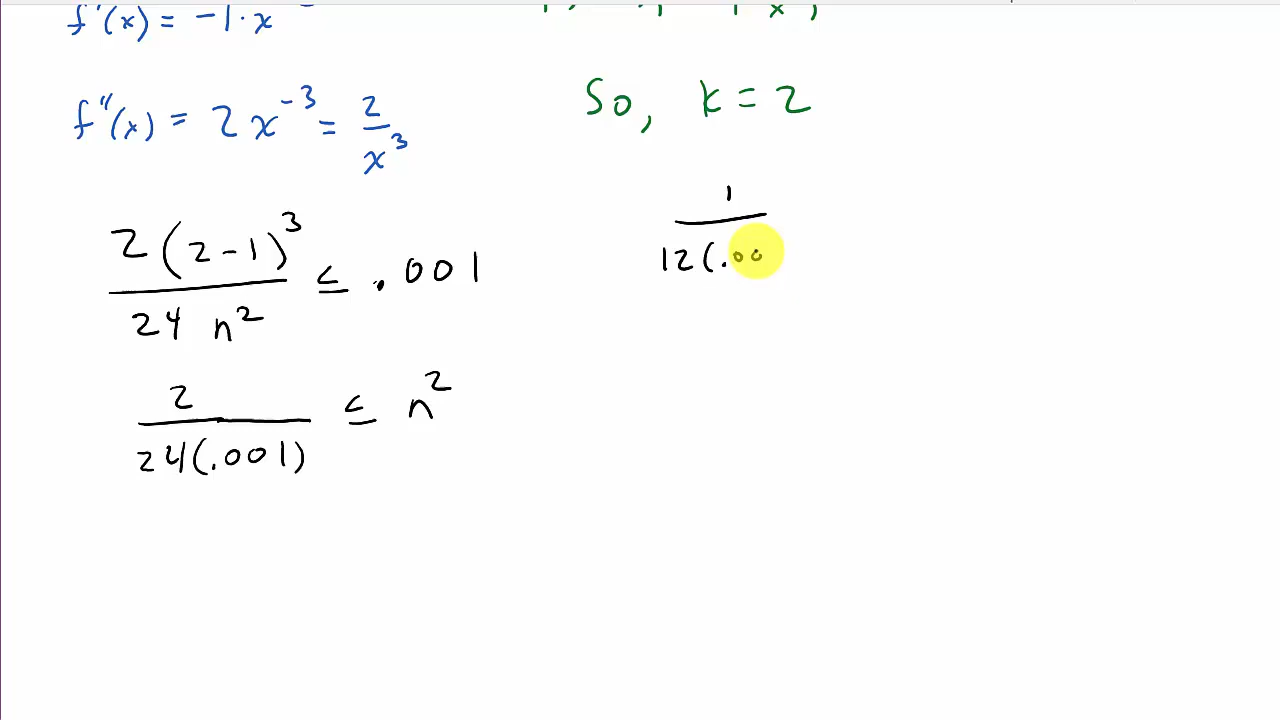 f'(x) = -1·x
f''(x) = 2x^-3 = 2/x^3
So, k = 2
2(2-1)^3 / 24 n^2 ≤ .001
2 / 24(.001) ≤ n^2
1 / 12(.00